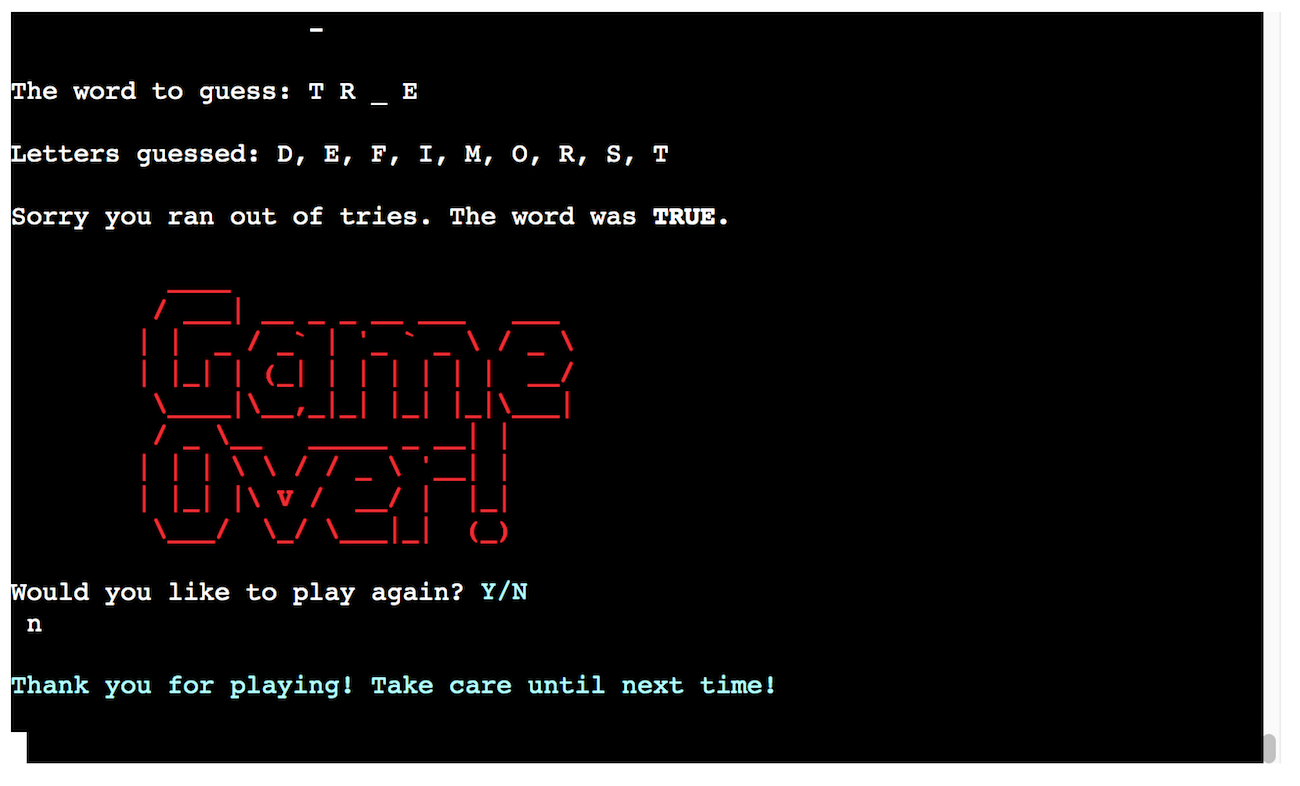 The word to guess: T R _ E
Letters guessed: D, E, F, I, M, O, R, S, T
Sorry you ran out of tries. The word was TRUE.
Game
Over!
Would you like to play again? Y/N
n
Thank you for playing! Take care until next time!